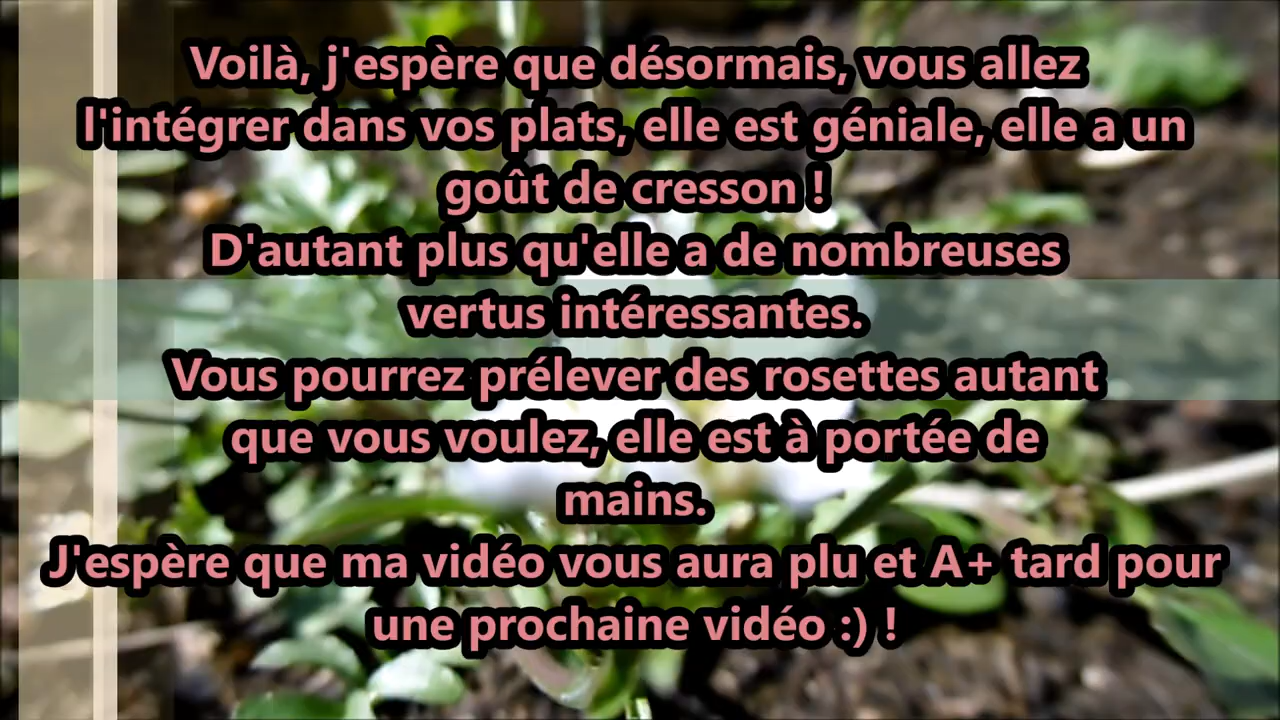 Voilà, j'espère que désormais, vous allez
l'intégrer dans vos plats, elle est géniale, elle a un
goût de cresson !
D'autant plus qu'elle a de nombreuses
vertus intéressantes.
Vous pourrez prélever des rosettes autant
que vous voulez, elle est à portée de
mains.
J'espère que ma vidéo vous aura plu et A+ tard pour
une prochaine vidéo :) !